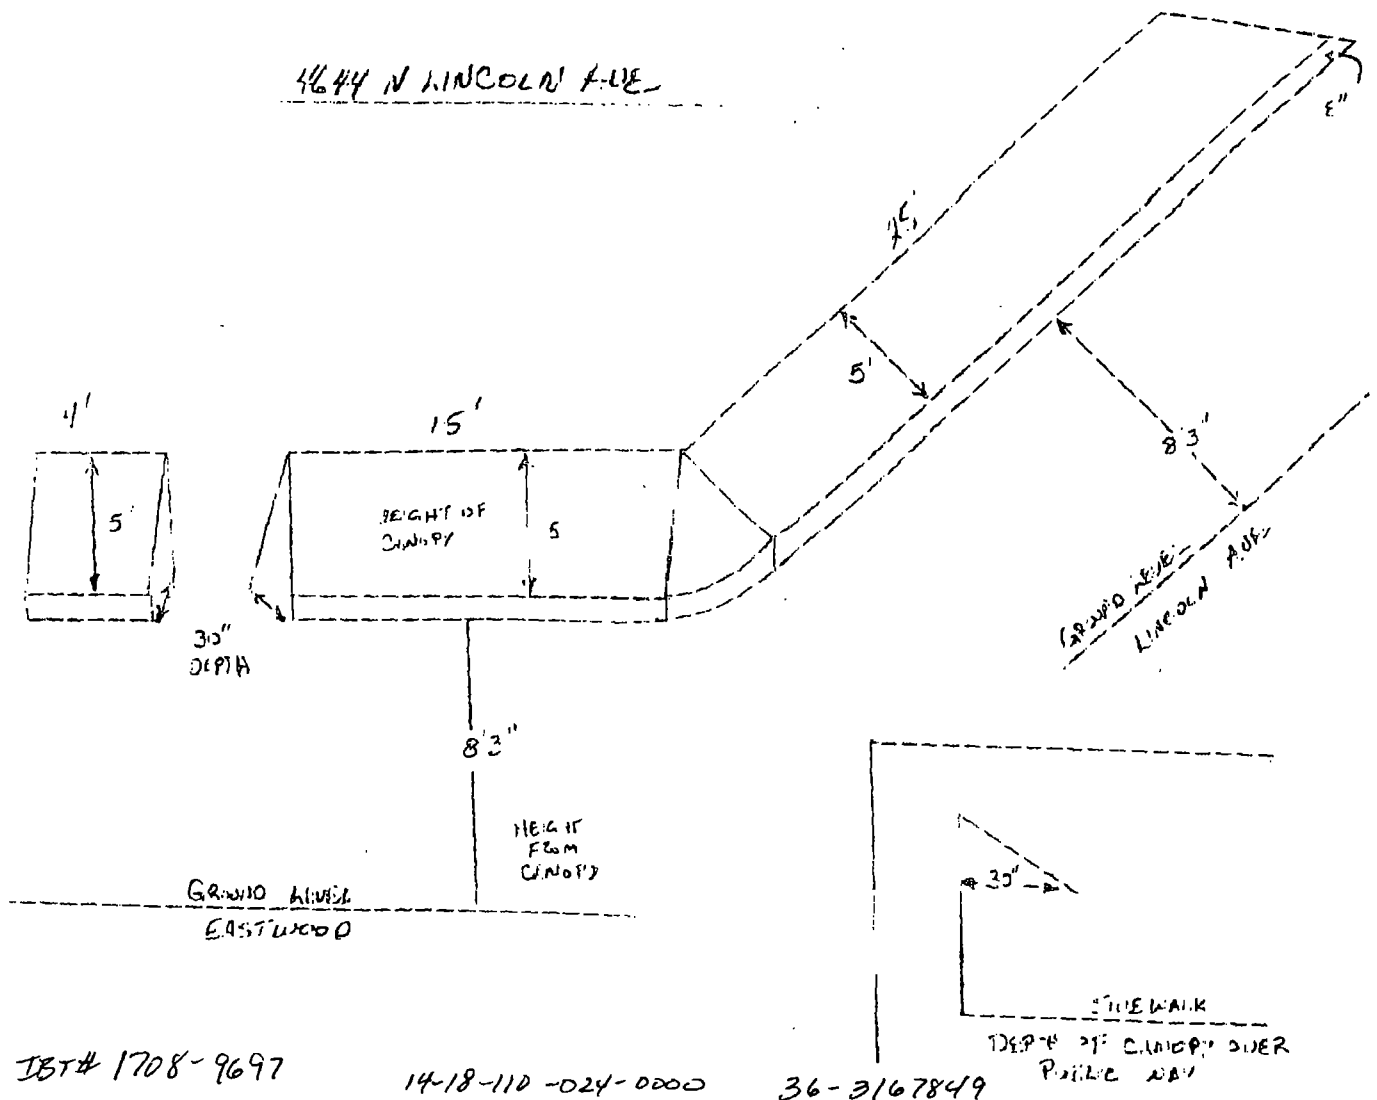 4644 N LINCOLN AVE
8"
25'
5'
8'3"
4'
15'
5'
HEIGHT OF
CANOPY
5
30"
DEPTH
GROUND LEVEL
LINCOLN AVE
8'3"
HEIGHT
FROM
CANOPY
GROUND LEVEL
EASTWOOD
30"
SIDEWALK
DEPTH OF CANOPY OVER
PUBLIC WAY
IBT# 1708-9697
14-18-110-024-0000
36-3167849